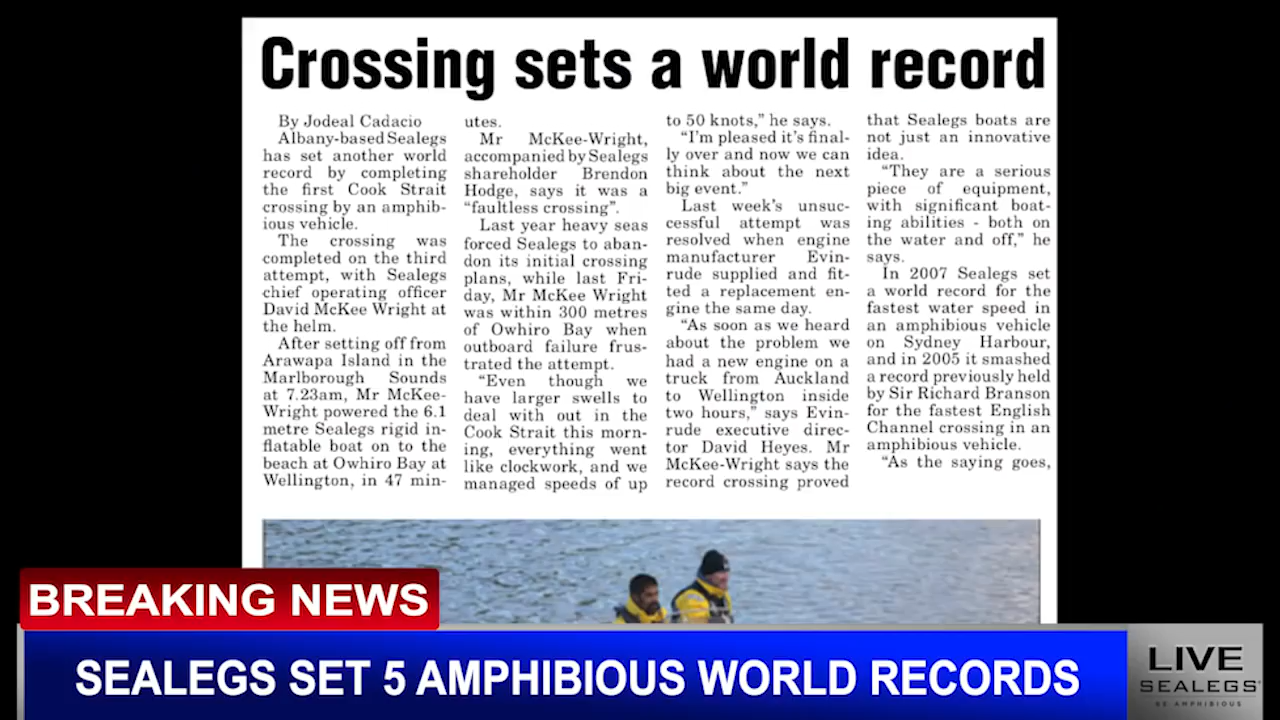 Crossing sets a world record
By Jodeal Cadacio
Albany-based Sealegs
has set another world
record by completing
the first Cook Strait
crossing by an amphib-
ious vehicle.
The crossing was
completed on the third
attempt, with Sealegs
chief operating officer
David McKee Wright at
the helm.
After setting off from
Arawapa Island in the
Marlborough Sounds
at 7.23am, Mr McKee-
Wright powered the 6.1
metre Sealegs rigid in-
flatable boat on to the
beach at Owhiro Bay at
Wellington, in 47 min-
utes.
Mr McKee-Wright,
accompanied by Sealegs
shareholder Brendon
Hodge, says it was a
“faultless crossing”.
Last year heavy seas
forced Sealegs to aban-
don its initial crossing
plans, while last Fri-
day, Mr McKee Wright
was within 300 metres
of Owhiro Bay when
outboard failure frus-
trated the attempt.
“Even though we
have larger swells to
deal with out in the
Cook Strait this morn-
ing, everything went
like clockwork, and we
managed speeds of up
to 50 knots,” he says.
“I’m pleased it’s final-
ly over and now we can
think about the next
big event.”
Last week’s unsuc-
cessful attempt was
resolved when engine
manufacturer Evin-
rude supplied and fit-
ted a replacement en-
gine the same day.
“As soon as we heard
about the problem we
had a new engine on a
truck from Auckland
to Wellington inside
two hours,” says Evin-
rude executive direc-
tor David Heyes. Mr
McKee-Wright says the
record crossing proved
that Sealegs boats are
not just an innovative
idea.
“They are a serious
piece of equipment,
with significant boat-
ing abilities - both on
the water and off,” he
says.
In 2007 Sealegs set
a world record for the
fastest water speed in
an amphibious vehicle
on Sydney Harbour,
and in 2005 it smashed
a record previously held
by Sir Richard Branson
for the fastest English
Channel crossing in an
amphibious vehicle.
“As the saying goes,
BREAKING NEWS
SEALEGS SET 5 AMPHIBIOUS WORLD RECORDS
LIVE
SEALEGS
BE AMPHIBIOUS